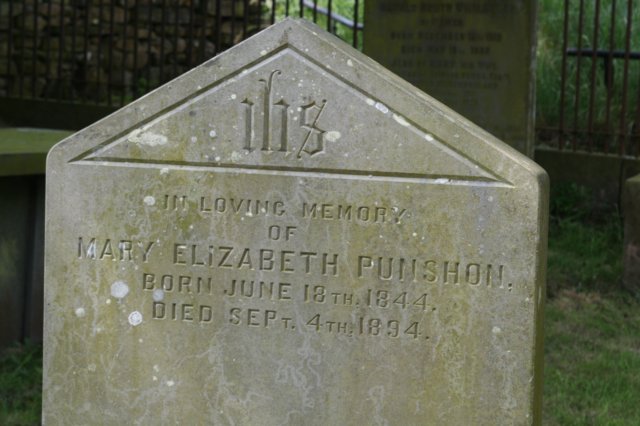 ihs
IN LOVING MEMORY
OF
MARY ELIZABETH PUNSHON.
BORN JUNE 18TH. 1844.
DIED SEPT. 4TH. 1894.